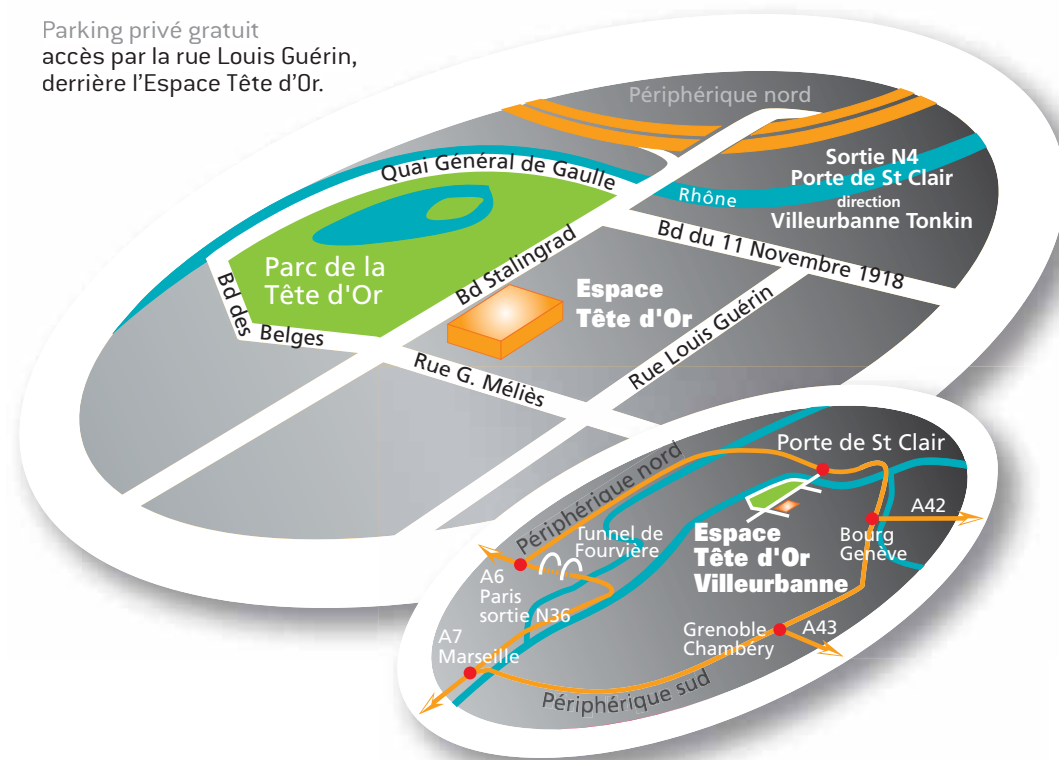 Parking privé gratuit
accès par la rue Louis Guérin,
derrière l'Espace Tête d'Or.
Périphérique nord
Quai Général de Gaulle
Rhône
Sortie N4
Porte de St Clair
direction
Villeurbanne Tonkin
Bd du 11 Novembre 1918
Parc de la
Tête d'Or
Bd Stalingrad
Bd des
Belges
Espace
Tête d'Or
Rue Louis Guérin
Rue G. Méliès
Porte de St Clair
Périphérique nord
Tunnel de
Fourvière
Espace
Tête d'Or
Villeurbanne
A42
Bourg
Genève
A6
Paris
sortie N36
A7
Marseille
Grenoble
Chambéry
A43
Périphérique sud